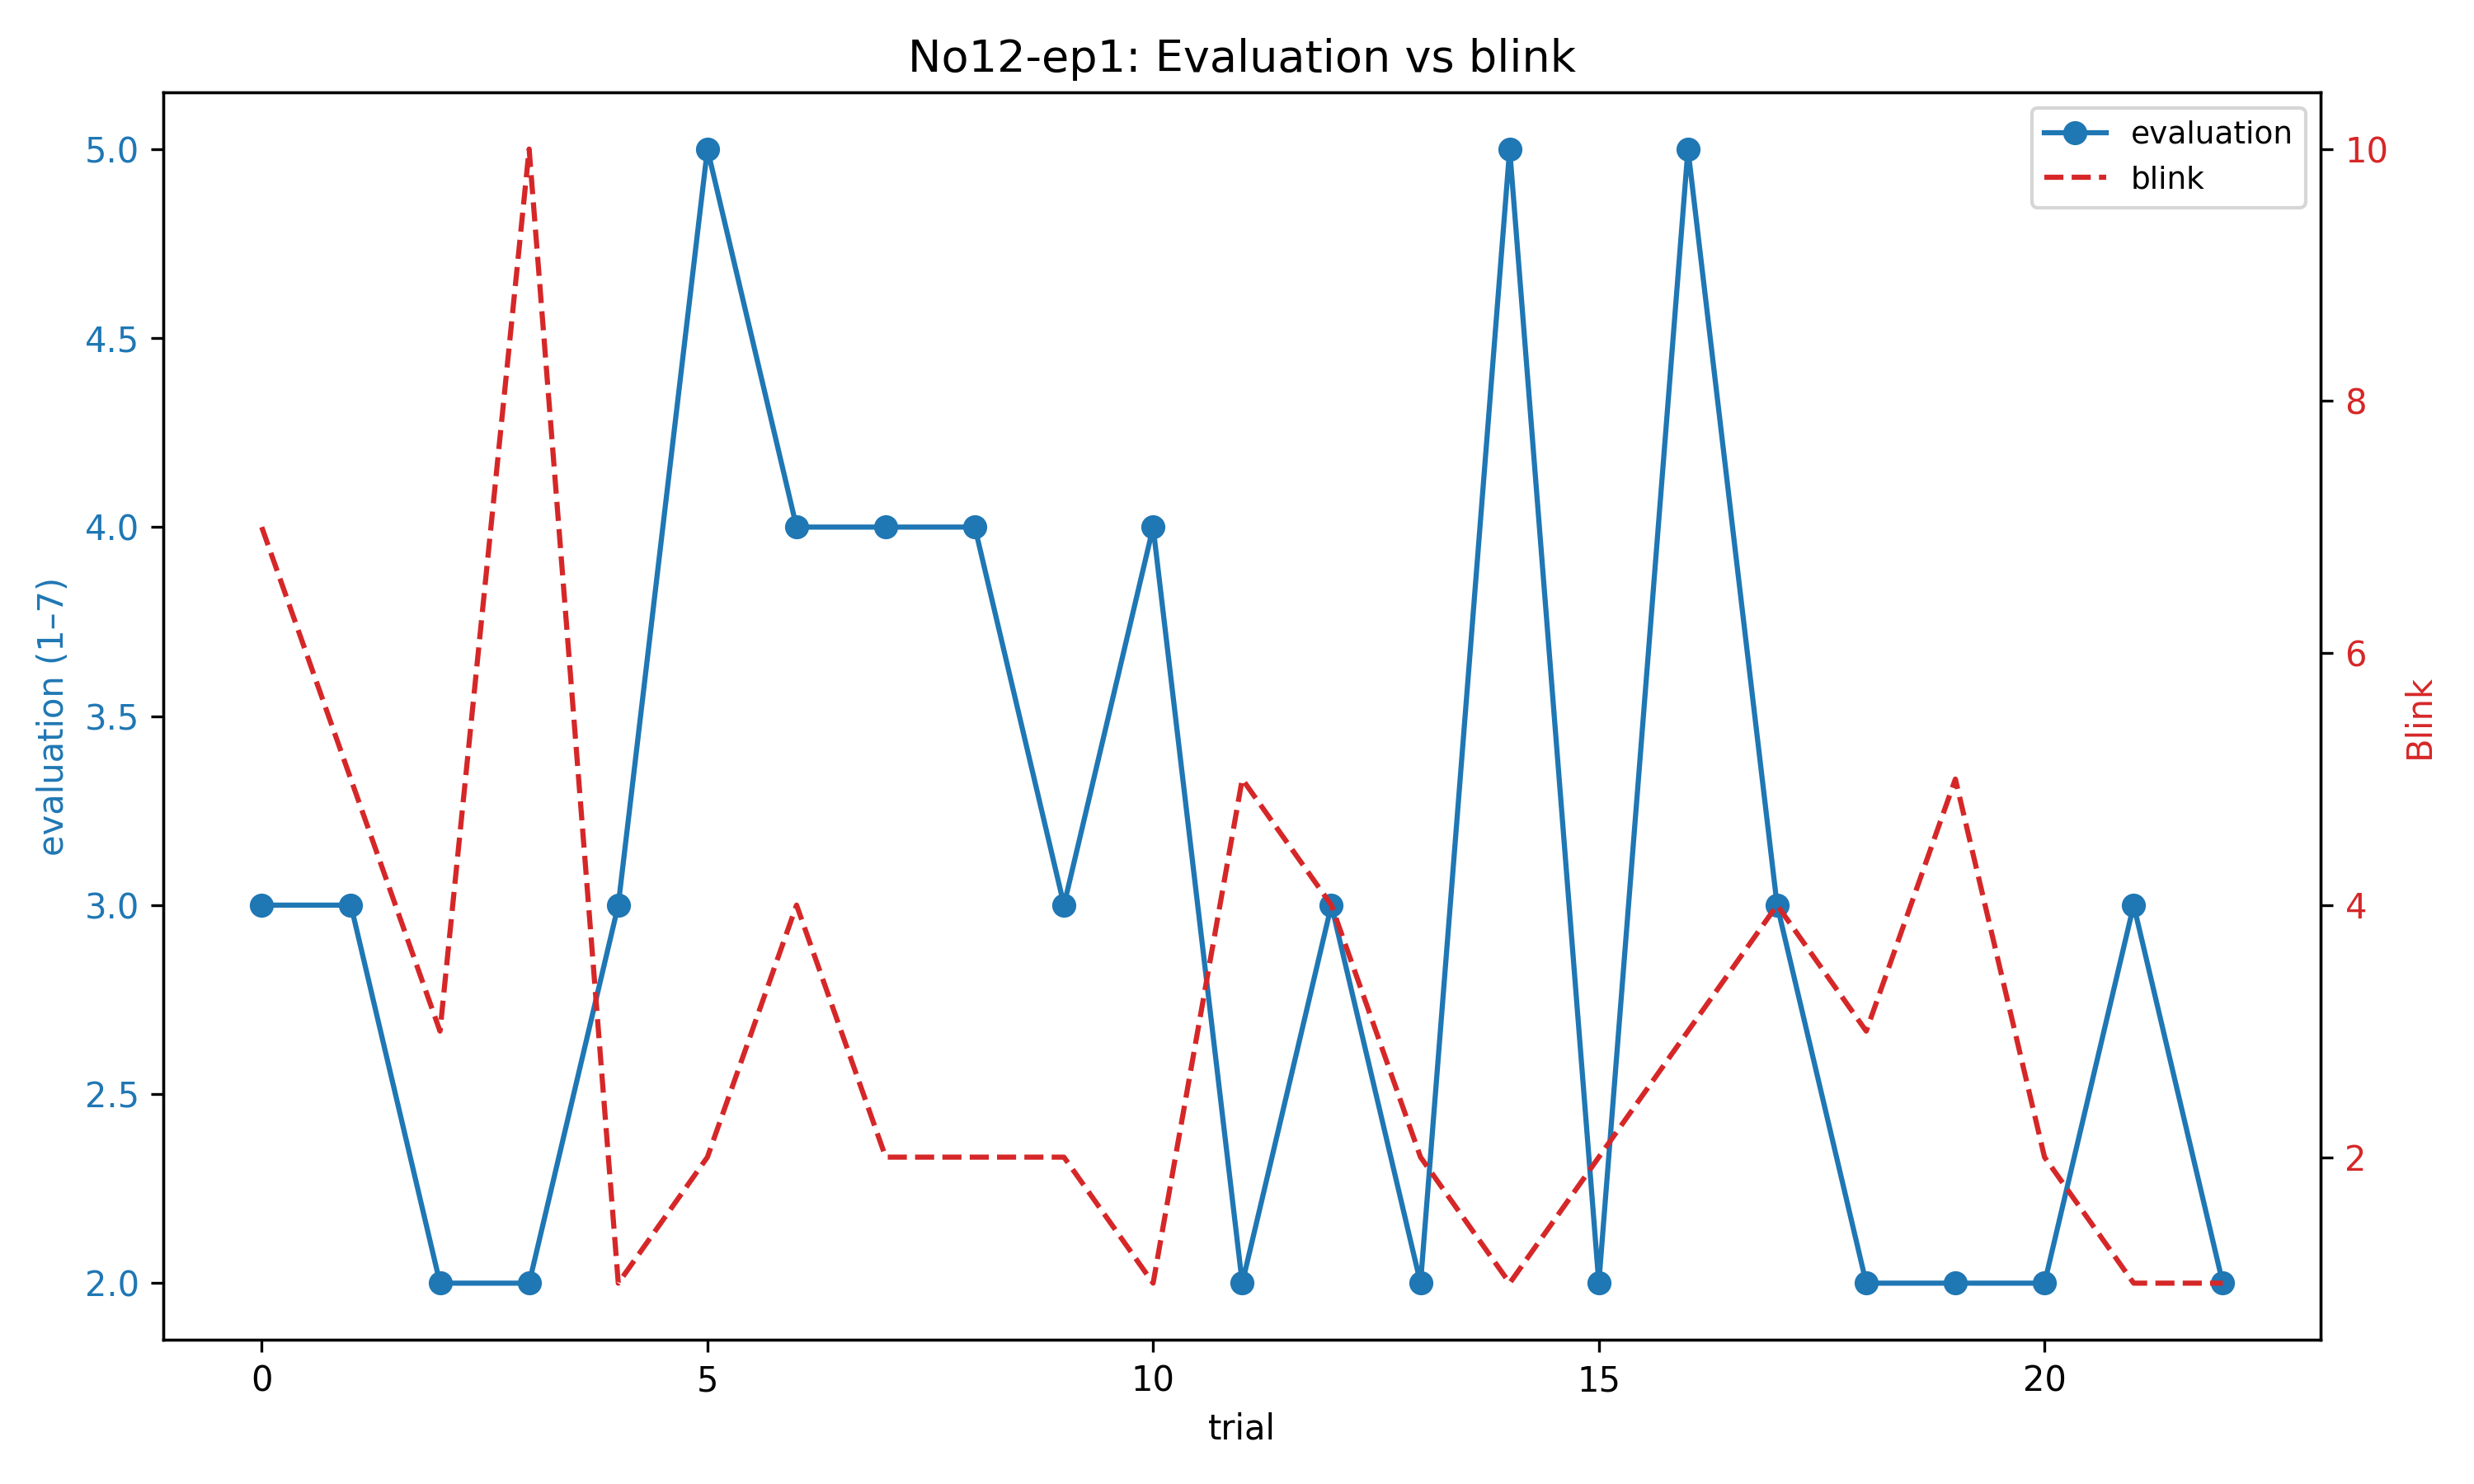 No12-ep1: Evaluation vs blink
evaluation
blink
5.0
4.5
4.0
3.5
3.0
2.5
2.0
evaluation (1–7)
10
8
6
4
2
Blink
0
5
10
15
20
trial